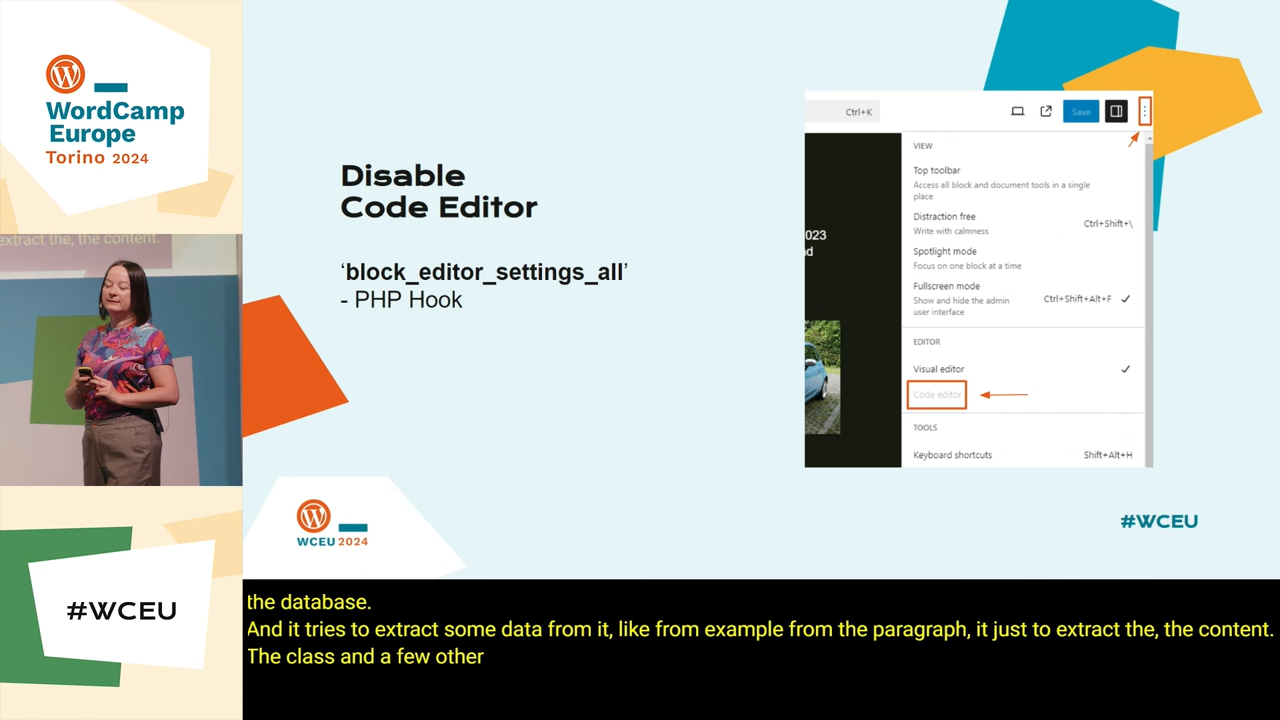 WordCamp
Europe
Torino 2024
extract the, the content.
#WCEU
Disable
Code Editor
‘block_editor_settings_all’
- PHP Hook
Ctrl+K
Save
VIEW
Top toolbar
Access all block and document tools in a single
place
Distraction free
Ctrl+Shift+\
Write with calmness
Spotlight mode
Focus on one block at a time
Fullscreen mode
Show and hide the admin
user interface
Ctrl+Shift+Alt+F
EDITOR
Visual editor
Code editor
TOOLS
Keyboard shortcuts
Shift+Alt+H
023
WCEU 2024
#WCEU
the database.
And it tries to extract some data from it, like from example from the paragraph, it just to extract the, the content.
The class and a few other